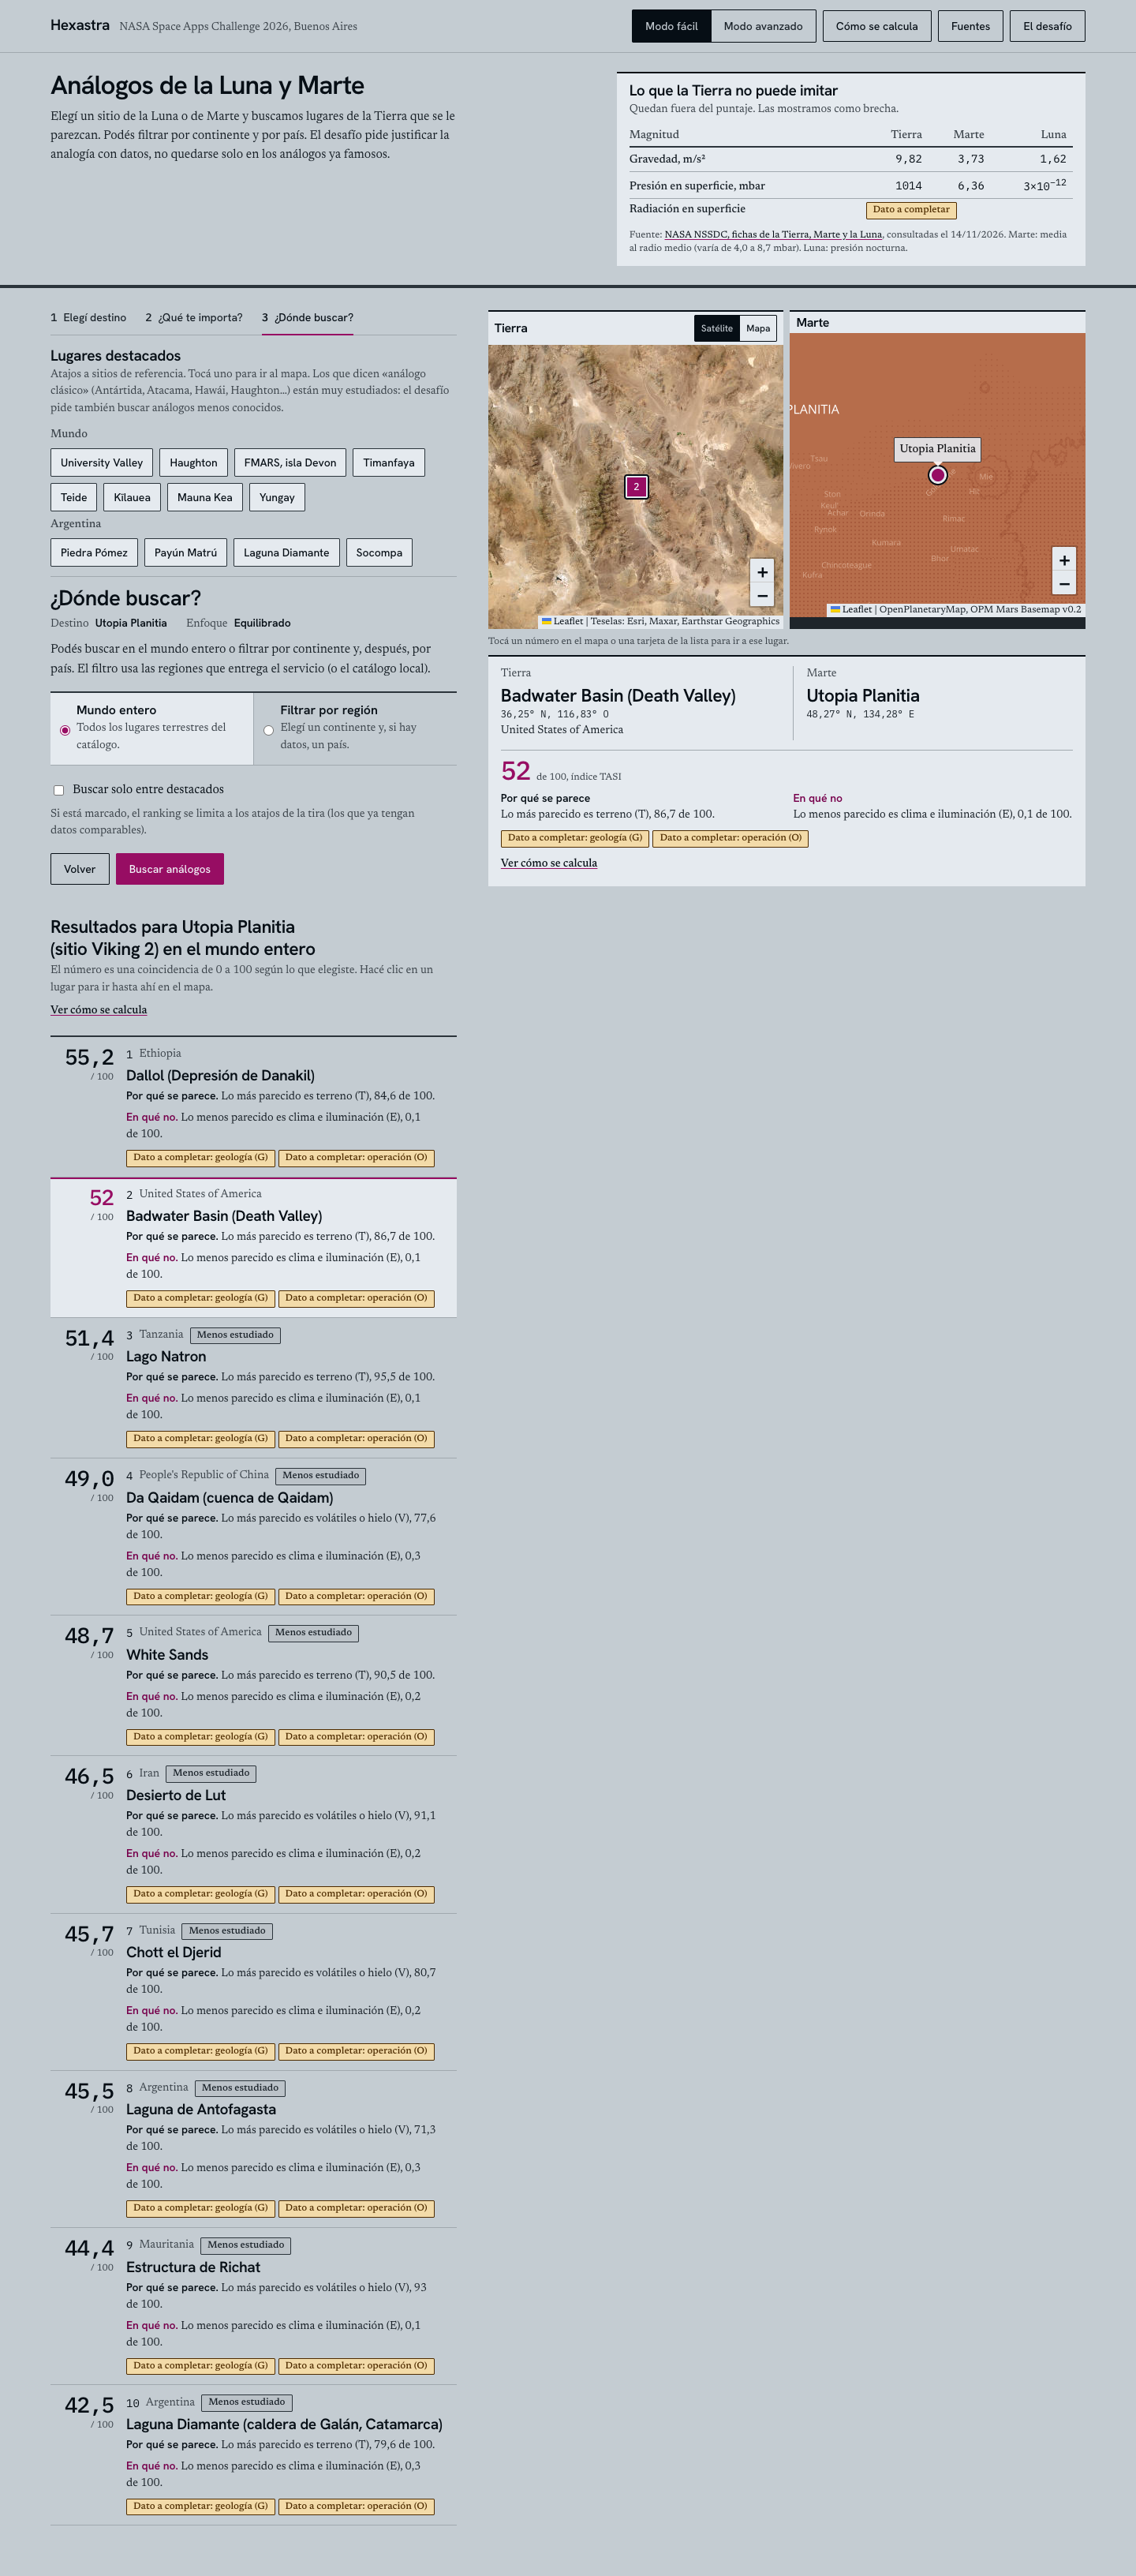 Hexastra NASA Space Apps Challenge 2026, Buenos Aires
Modo fácil Modo avanzado Cómo se calcula Fuentes El desafío
Análogos de la Luna y Marte
Elegí un sitio de la Luna o de Marte y buscamos lugares de la Tierra que se le
parezcan. Podés filtrar por continente y por país. El desafío pide justificar la
analogía con datos, no quedarse solo en los análogos ya famosos.
Lo que la Tierra no puede imitar
Quedan fuera del puntaje. Las mostramos como brecha.
Magnitud Tierra Marte Luna
Gravedad, m/s² 9,82 3,73 1,62
Presión en superficie, mbar 1014 6,36 3×10⁻¹²
Radiación en superficie Dato a completar
Fuente: NASA NSSDC, fichas de la Tierra, Marte y la Luna, consultadas el 14/11/2026. Marte: media
al radio medio (varía de 4,0 a 8,7 mbar). Luna: presión nocturna.
1 Elegí destino 2 ¿Qué te importa? 3 ¿Dónde buscar?
Lugares destacados
Atajos a sitios de referencia. Tocá uno para ir al mapa. Los que dicen «análogo
clásico» (Antártida, Atacama, Hawái, Haughton…) están muy estudiados: el desafío
pide también buscar análogos menos conocidos.
Mundo
University Valley Haughton FMARS, isla Devon Timanfaya
Teide Kīlauea Mauna Kea Yungay
Argentina
Piedra Pómez Payún Matrú Laguna Diamante Socompa
¿Dónde buscar?
Destino Utopia Planitia Enfoque Equilibrado
Podés buscar en el mundo entero o filtrar por continente y, después, por
país. El filtro usa las regiones que entrega el servicio (o el catálogo local).
Mundo entero
Todos los lugares terrestres del
catálogo.
Filtrar por región
Elegí un continente y, si hay
datos, un país.
Buscar solo entre destacados
Si está marcado, el ranking se limita a los atajos de la tira (los que ya tengan
datos comparables).
Volver Buscar análogos
Tierra Satélite Mapa
2
+
−
Leaflet | Teselas: Esri, Maxar, Earthstar Geographics
Marte
PLANITIA
Utopia Planitia
Tsau
Mie
Hit
Ston
Achar Orinda
Rimac
Rynok
Kumara
Umatac
Bhor
Chincoteague
Kufra
+
−
Leaflet | OpenPlanetaryMap, OPM Mars Basemap v0.2
Tocá un número en el mapa o una tarjeta de la lista para ir a ese lugar.
Tierra
Badwater Basin (Death Valley)
36,25° N, 116,83° O
United States of America
Marte
Utopia Planitia
48,27° N, 134,28° E
52 de 100, índice TASI
Por qué se parece
Lo más parecido es terreno (T), 86,7 de 100.
En qué no
Lo menos parecido es clima e iluminación (E), 0,1 de 100.
Dato a completar: geología (G) Dato a completar: operación (O)
Ver cómo se calcula
Resultados para Utopia Planitia
(sitio Viking 2) en el mundo entero
El número es una coincidencia de 0 a 100 según lo que elegiste. Hacé clic en un
lugar para ir hasta ahí en el mapa.
Ver cómo se calcula
55,2 / 100
1 Ethiopia
Dallol (Depresión de Danakil)
Por qué se parece. Lo más parecido es terreno (T), 84,6 de 100.
En qué no. Lo menos parecido es clima e iluminación (E), 0,1
de 100.
Dato a completar: geología (G) Dato a completar: operación (O)
52 / 100
2 United States of America
Badwater Basin (Death Valley)
Por qué se parece. Lo más parecido es terreno (T), 86,7 de 100.
En qué no. Lo menos parecido es clima e iluminación (E), 0,1
de 100.
Dato a completar: geología (G) Dato a completar: operación (O)
51,4 / 100
3 Tanzania Menos estudiado
Lago Natron
Por qué se parece. Lo más parecido es terreno (T), 95,5 de 100.
En qué no. Lo menos parecido es clima e iluminación (E), 0,1
de 100.
Dato a completar: geología (G) Dato a completar: operación (O)
49,0 / 100
4 People's Republic of China Menos estudiado
Da Qaidam (cuenca de Qaidam)
Por qué se parece. Lo más parecido es volátiles o hielo (V), 77,6
de 100.
En qué no. Lo menos parecido es clima e iluminación (E), 0,3
de 100.
Dato a completar: geología (G) Dato a completar: operación (O)
48,7 / 100
5 United States of America Menos estudiado
White Sands
Por qué se parece. Lo más parecido es terreno (T), 90,5 de 100.
En qué no. Lo menos parecido es clima e iluminación (E), 0,2
de 100.
Dato a completar: geología (G) Dato a completar: operación (O)
46,5 / 100
6 Iran Menos estudiado
Desierto de Lut
Por qué se parece. Lo más parecido es volátiles o hielo (V), 91,1
de 100.
En qué no. Lo menos parecido es clima e iluminación (E), 0,2
de 100.
Dato a completar: geología (G) Dato a completar: operación (O)
45,7 / 100
7 Tunisia Menos estudiado
Chott el Djerid
Por qué se parece. Lo más parecido es volátiles o hielo (V), 80,7
de 100.
En qué no. Lo menos parecido es clima e iluminación (E), 0,2
de 100.
Dato a completar: geología (G) Dato a completar: operación (O)
45,5 / 100
8 Argentina Menos estudiado
Laguna de Antofagasta
Por qué se parece. Lo más parecido es volátiles o hielo (V), 71,3
de 100.
En qué no. Lo menos parecido es clima e iluminación (E), 0,3
de 100.
Dato a completar: geología (G) Dato a completar: operación (O)
44,4 / 100
9 Mauritania Menos estudiado
Estructura de Richat
Por qué se parece. Lo más parecido es volátiles o hielo (V), 93
de 100.
En qué no. Lo menos parecido es clima e iluminación (E), 0,1
de 100.
Dato a completar: geología (G) Dato a completar: operación (O)
42,5 / 100
10 Argentina Menos estudiado
Laguna Diamante (caldera de Galán, Catamarca)
Por qué se parece. Lo más parecido es terreno (T), 79,6 de 100.
En qué no. Lo menos parecido es clima e iluminación (E), 0,3
de 100.
Dato a completar: geología (G) Dato a completar: operación (O)